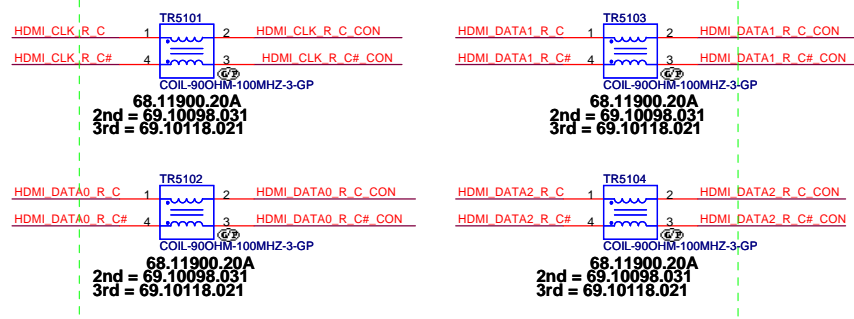 TR5101
HDMI_CLK_R_C 1 2 HDMI_CLK_R_C_CON
HDMI_CLK_R_C# 4 3 HDMI_CLK_R_C#_CON
G/P
COIL-90OHM-100MHZ-3-GP
68.11900.20A
2nd = 69.10098.031
3rd = 69.10118.021
TR5103
HDMI_DATA1_R_C 1 2 HDMI_DATA1_R_C_CON
HDMI_DATA1_R_C# 4 3 HDMI_DATA1_R_C#_CON
G/P
COIL-90OHM-100MHZ-3-GP
68.11900.20A
2nd = 69.10098.031
3rd = 69.10118.021
TR5102
HDMI_DATA0_R_C 1 2 HDMI_DATA0_R_C_CON
HDMI_DATA0_R_C# 4 3 HDMI_DATA0_R_C#_CON
G/P
COIL-90OHM-100MHZ-3-GP
68.11900.20A
2nd = 69.10098.031
3rd = 69.10118.021
TR5104
HDMI_DATA2_R_C 1 2 HDMI_DATA2_R_C_CON
HDMI_DATA2_R_C# 4 3 HDMI_DATA2_R_C#_CON
G/P
COIL-90OHM-100MHZ-3-GP
68.11900.20A
2nd = 69.10098.031
3rd = 69.10118.021